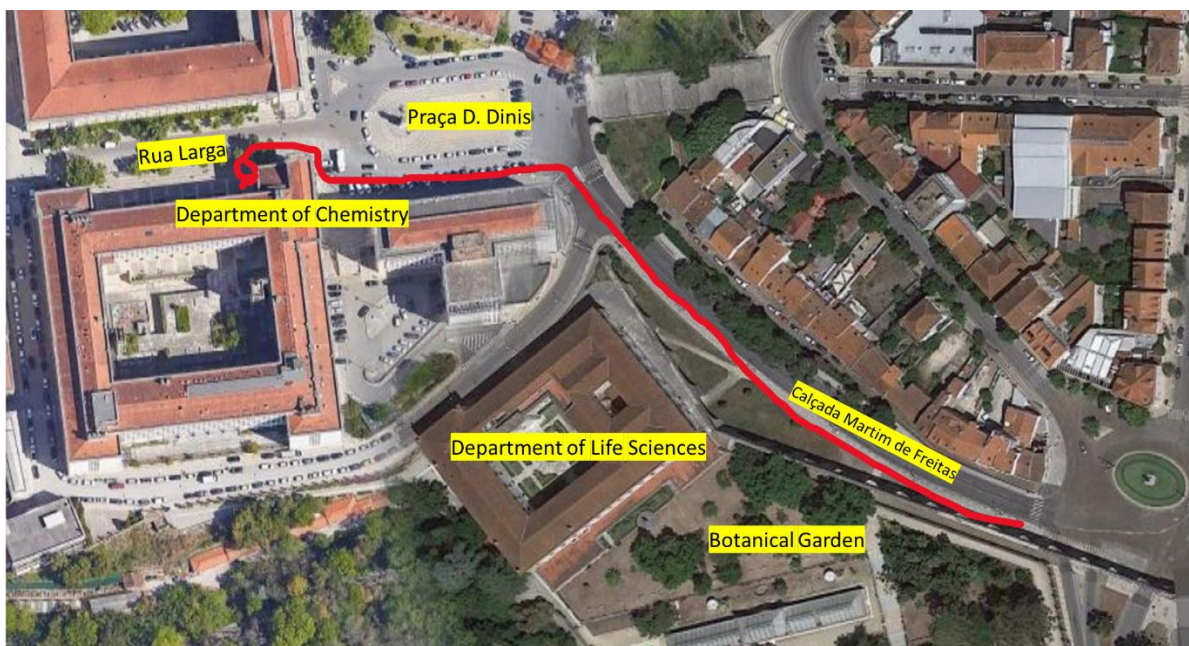 Praça D. Dinis
Rua Larga
Department of Chemistry
Calçada Martim de Freitas
Department of Life Sciences
Botanical Garden